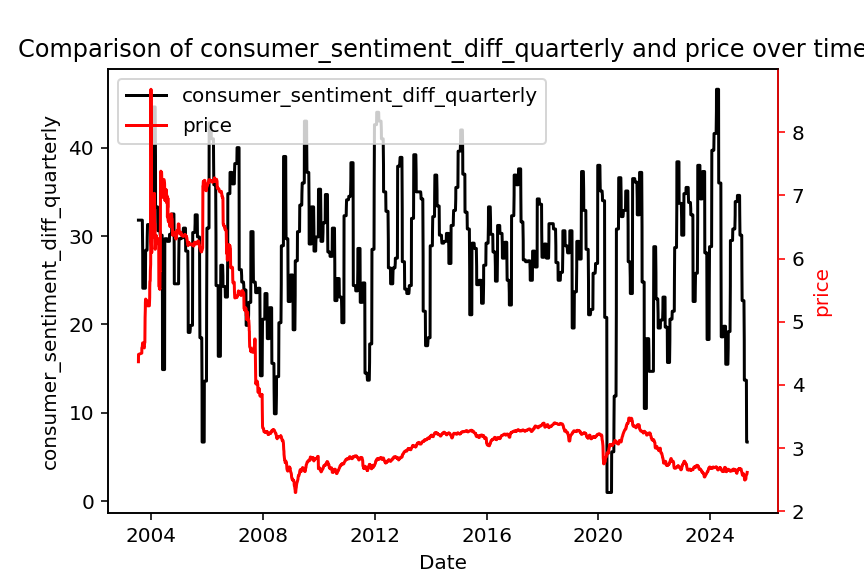 Comparison of consumer_sentiment_diff_quarterly and price over time
consumer_sentiment_diff_quarterly
price
consumer_sentiment_diff_quarterly
40
30
20
10
0
8
7
6
5
4
3
2
price
2004 2008 2012 2016 2020 2024
Date